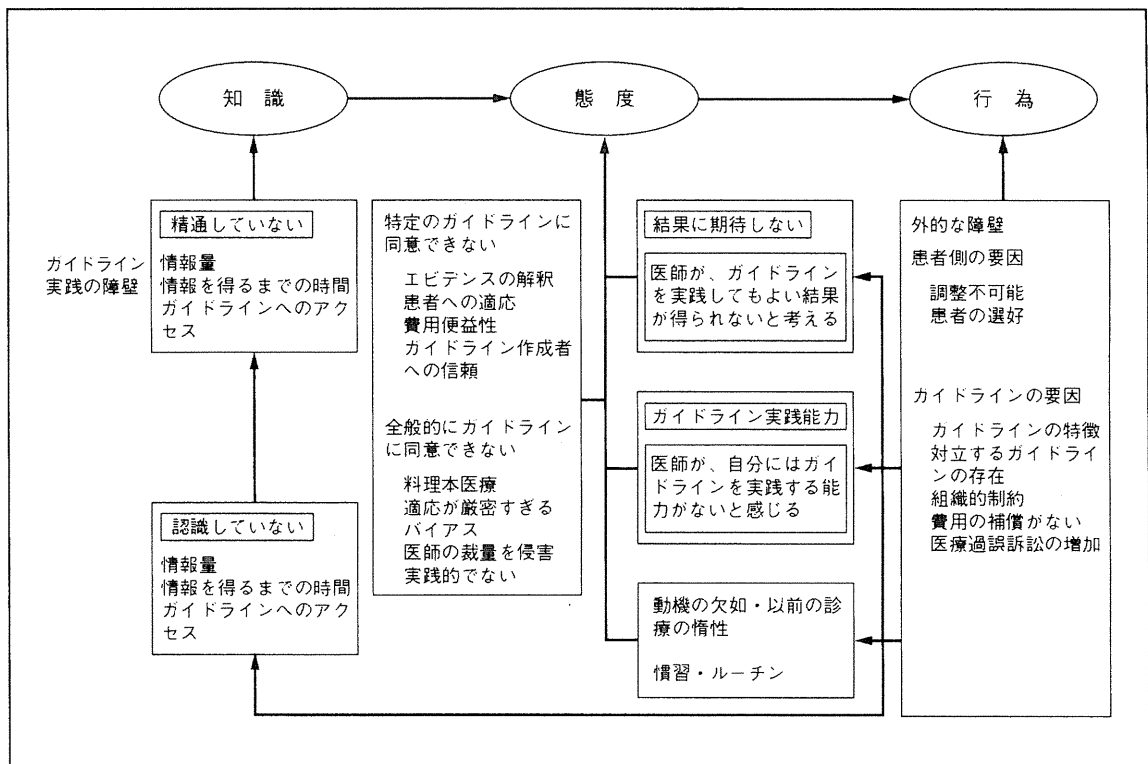 知 識
態 度
行 為
ガイドライン
実践の障壁
精通していない
情報量
情報を得るまでの時間
ガイドラインへのアク
セス
認識していない
情報量
情報を得るまでの時間
ガイドラインへのアク
セス
特定のガイドラインに
同意できない
エビデンスの解釈
患者への適応
費用便益性
ガイドライン作成者
への信頼
全般的にガイドライン
に同意できない
料理本医療
適応が厳密すぎる
バイアス
医師の裁量を侵害
実践的でない
結果に期待しない
医師が、ガイドライン
を実践してもよい結果
が得られないと考える
ガイドライン実践能力
医師が、自分にはガイ
ドラインを実践する能
力がないと感じる
動機の欠如・以前の診
療の惰性
慣習・ルーチン
外的な障壁
患者側の要因
調整不可能
患者の選好
ガイドラインの要因
ガイドラインの特徴
対立するガイドライ
ンの存在
組織的制約
費用の補償がない
医療過誤訴訟の増加